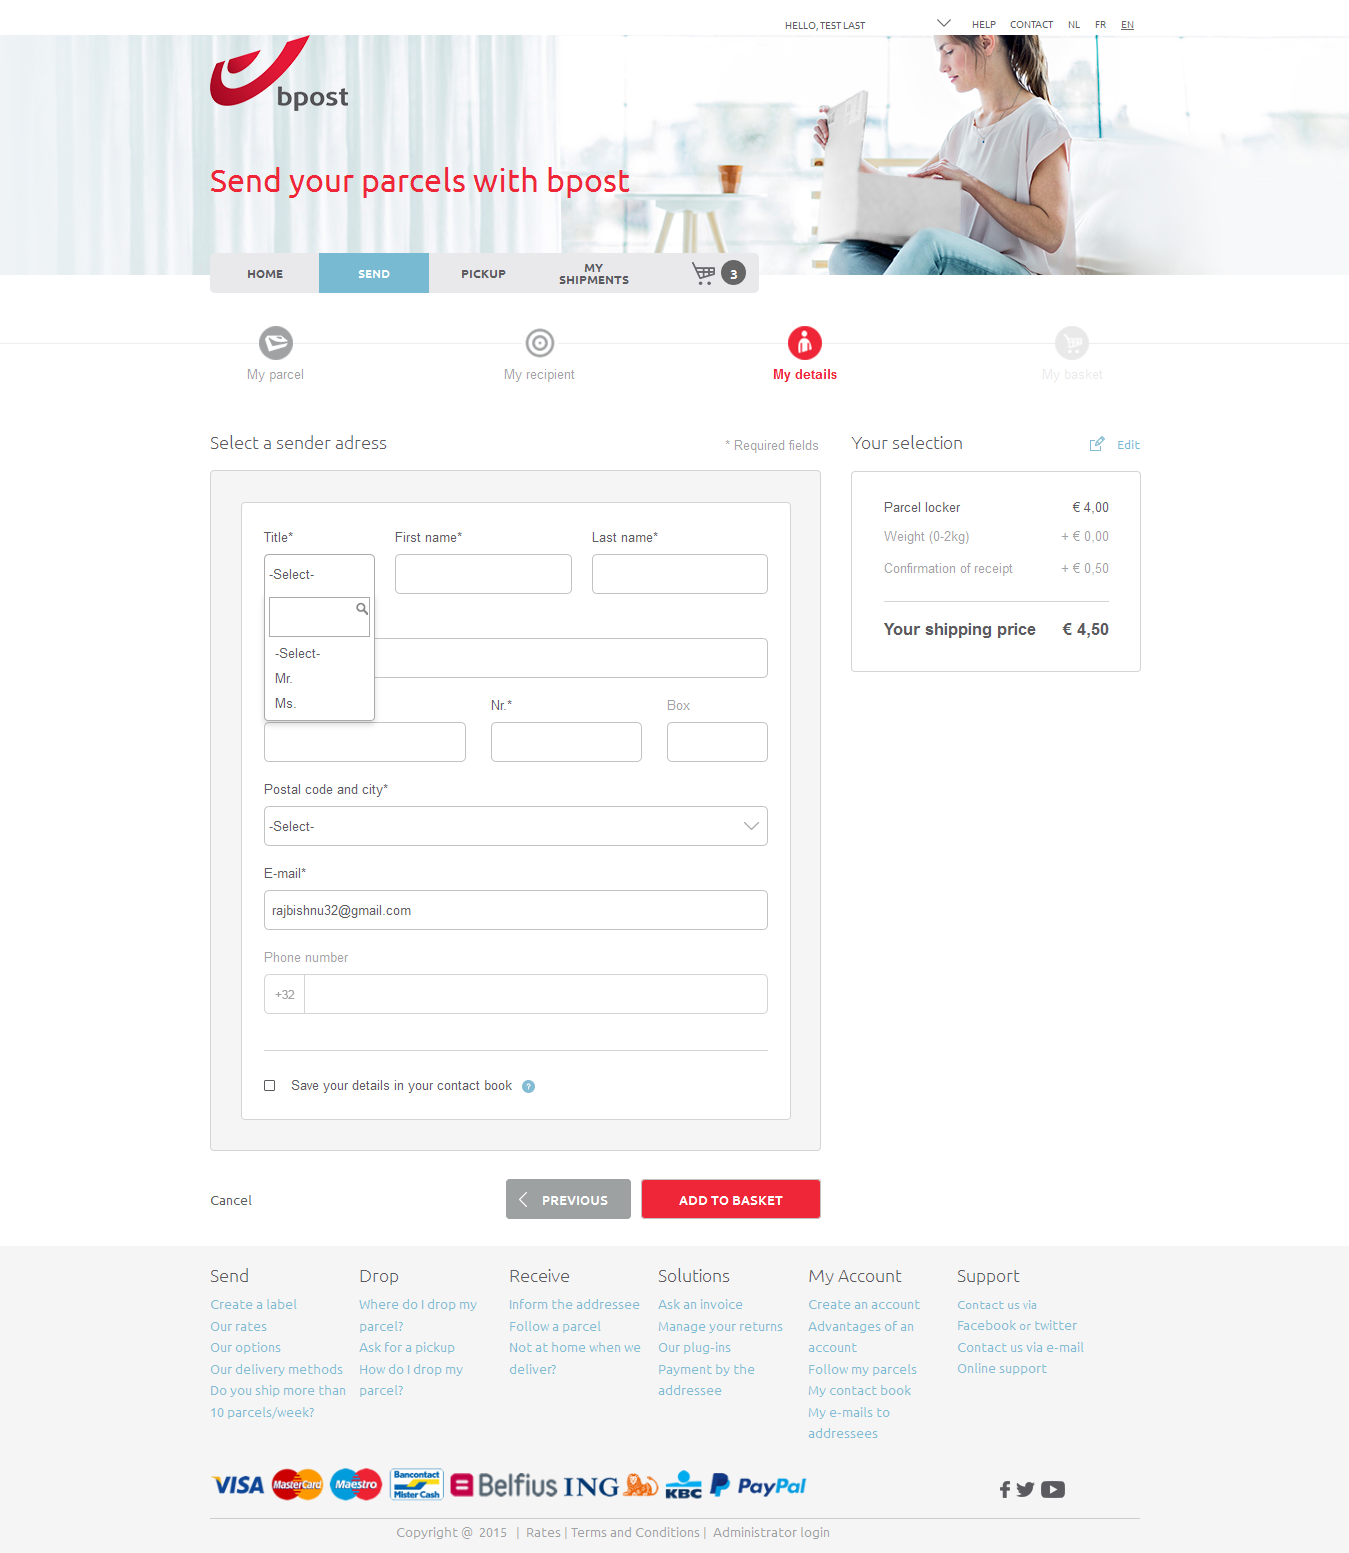 HELLO, TEST LAST
HELP CONTACT NL FR EN
bpost
Send your parcels with bpost
HOME
SEND
PICKUP
MY
SHIPMENTS
3
My parcel
My recipient
My details
My basket
Select a sender adress
* Required fields
Title*
First name*
Last name*
-Select-
-Select-
Mr.
Ms.
Nr.*
Box
Postal code and city*
-Select-
E-mail*
rajbishnu32@gmail.com
Phone number
+32
Save your details in your contact book ?
Your selection
Edit
Parcel locker € 4,00
Weight (0-2kg) + € 0,00
Confirmation of receipt + € 0,50
Your shipping price € 4,50
Cancel
PREVIOUS
ADD TO BASKET
Send
Create a label
Our rates
Our options
Our delivery methods
Do you ship more than
10 parcels/week?
Drop
Where do I drop my
parcel?
Ask for a pickup
How do I drop my
parcel?
Receive
Inform the addressee
Follow a parcel
Not at home when we
deliver?
Solutions
Ask an invoice
Manage your returns
Our plug-ins
Payment by the
addressee
My Account
Create an account
Advantages of an
account
Follow my parcels
My contact book
My e-mails to
addressees
Support
Contact us via
Facebook or twitter
Contact us via e-mail
Online support
VISA
MasterCard
Maestro
Bancontact
Mister Cash
Belfius
ING
KBC
PayPal
Copyright @ 2015 | Rates | Terms and Conditions | Administrator login